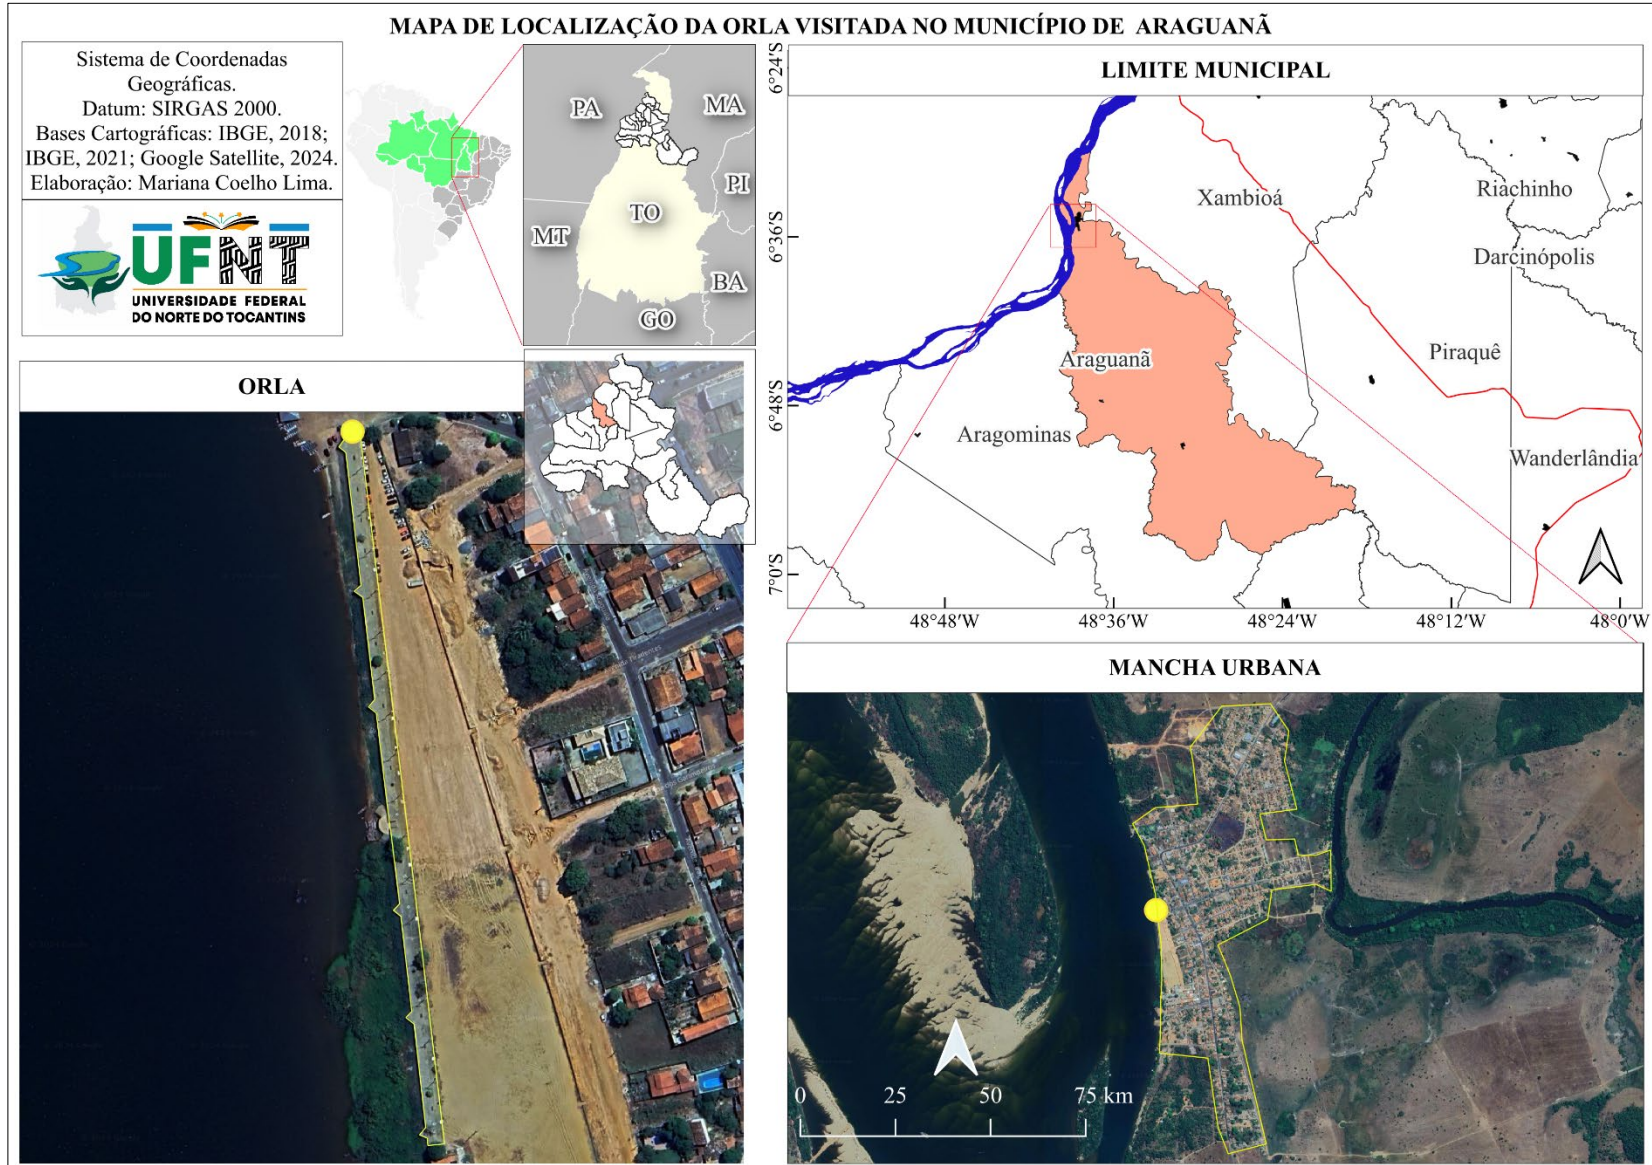 MAPA DE LOCALIZAÇÃO DA ORLA VISITADA NO MUNICÍPIO DE ARAGUANÃ
Sistema de Coordenadas
Geográficas.
Datum: SIRGAS 2000.
Bases Cartográficas: IBGE, 2018;
IBGE, 2021; Google Satellite, 2024.
Elaboração: Mariana Coelho Lima.
UFNT
UNIVERSIDADE FEDERAL
DO NORTE DO TOCANTINS
PA
MA
PI
TO
MT
BA
GO
LIMITE MUNICIPAL
6°24'S
6°36'S
6°48'S
7°0'S
Xambioá
Riachinho
Darcinópolis
Piraquê
Araguanã
Aragominas
Wanderlândia
48°48'W
48°36'W
48°24'W
48°12'W
48°0'W
ORLA
MANCHA URBANA
0 25 50 75 km